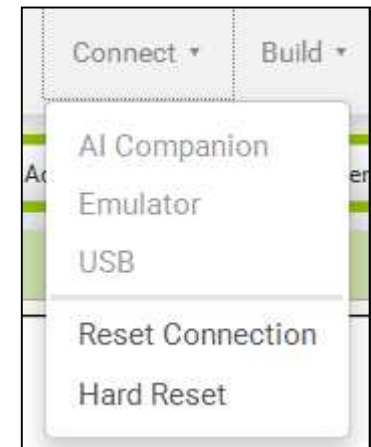 Connect ▾ Build ▾
AI Companion
Emulator
USB
Reset Connection
Hard Reset